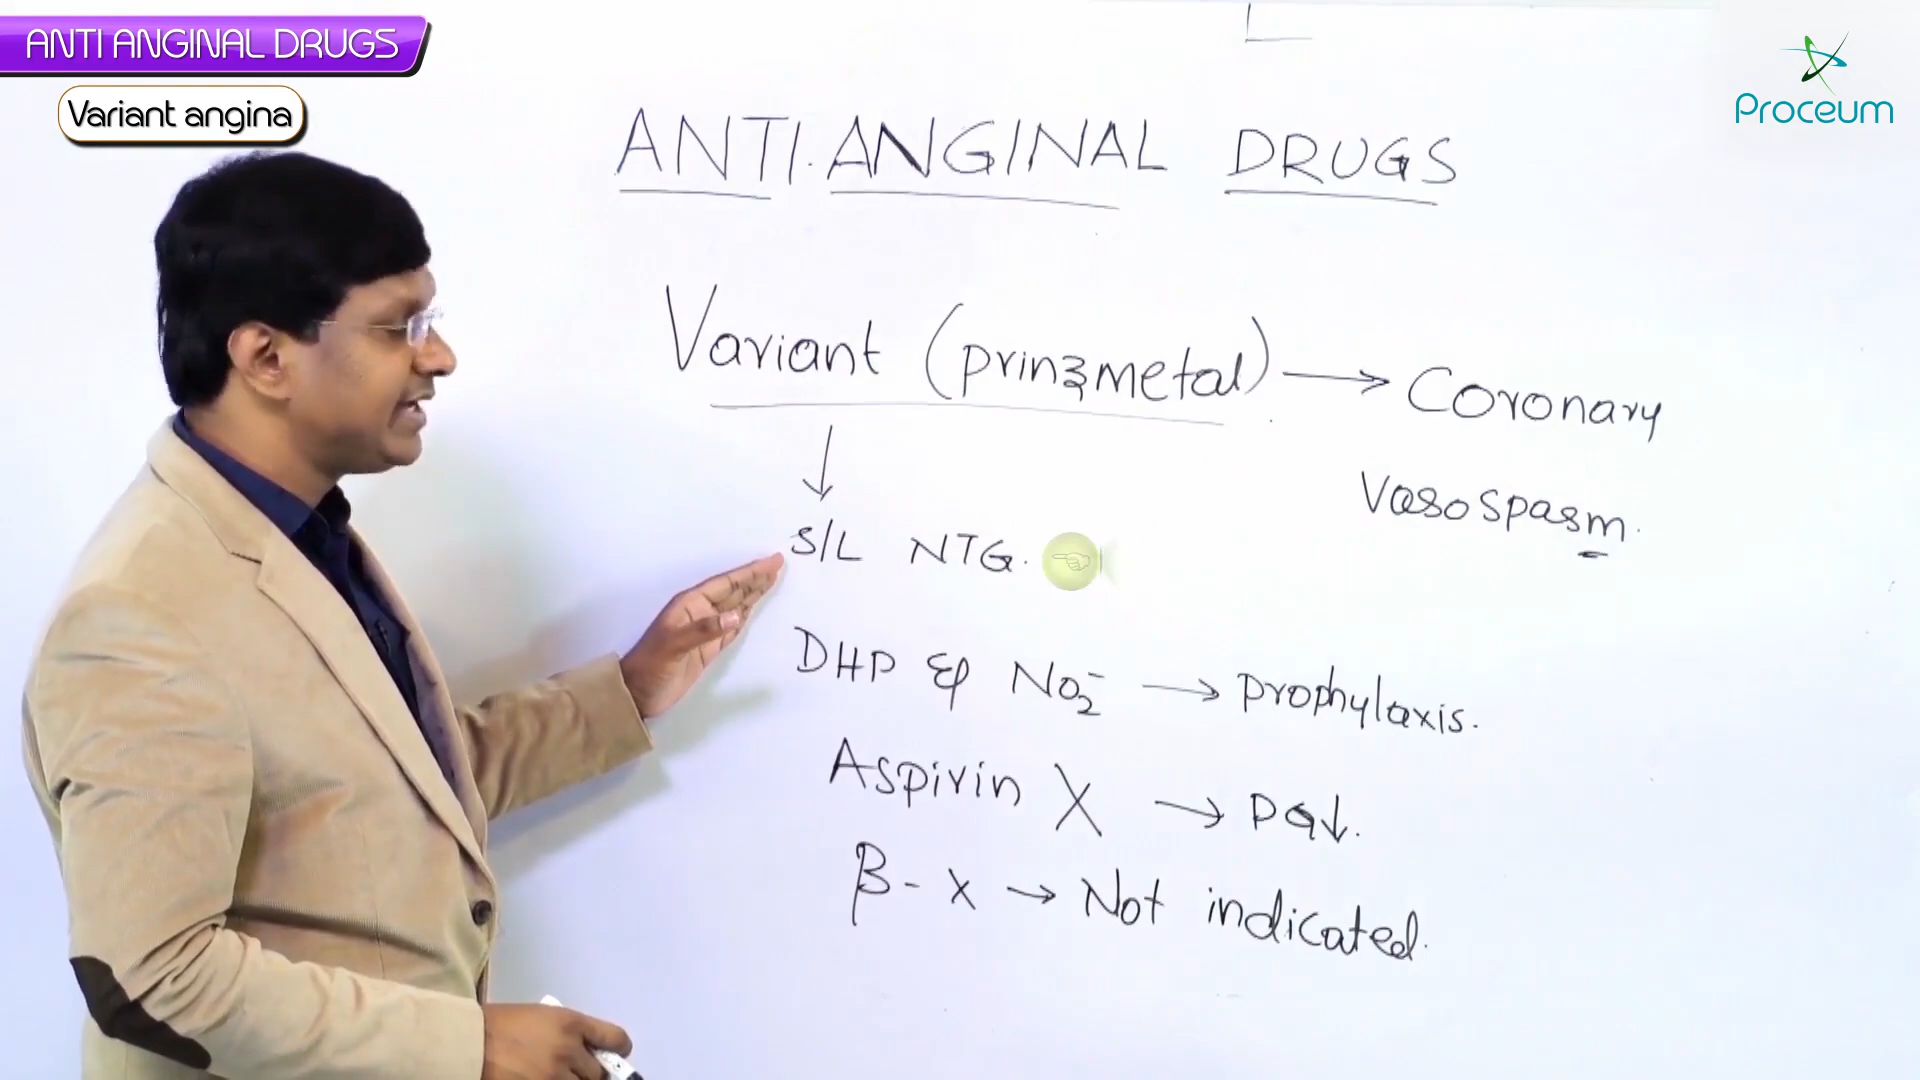 ANTI ANGINAL DRUGS
Variant angina
Proceum
ANTI. ANGINAL DRUGS
Variant (prinzmetal) → Coronary
Vasospasm.
↓
S/L NTG.
DHP & NO₂⁻ → prophylaxis.
Aspirin X → PG↓.
β - X → Not indicated.